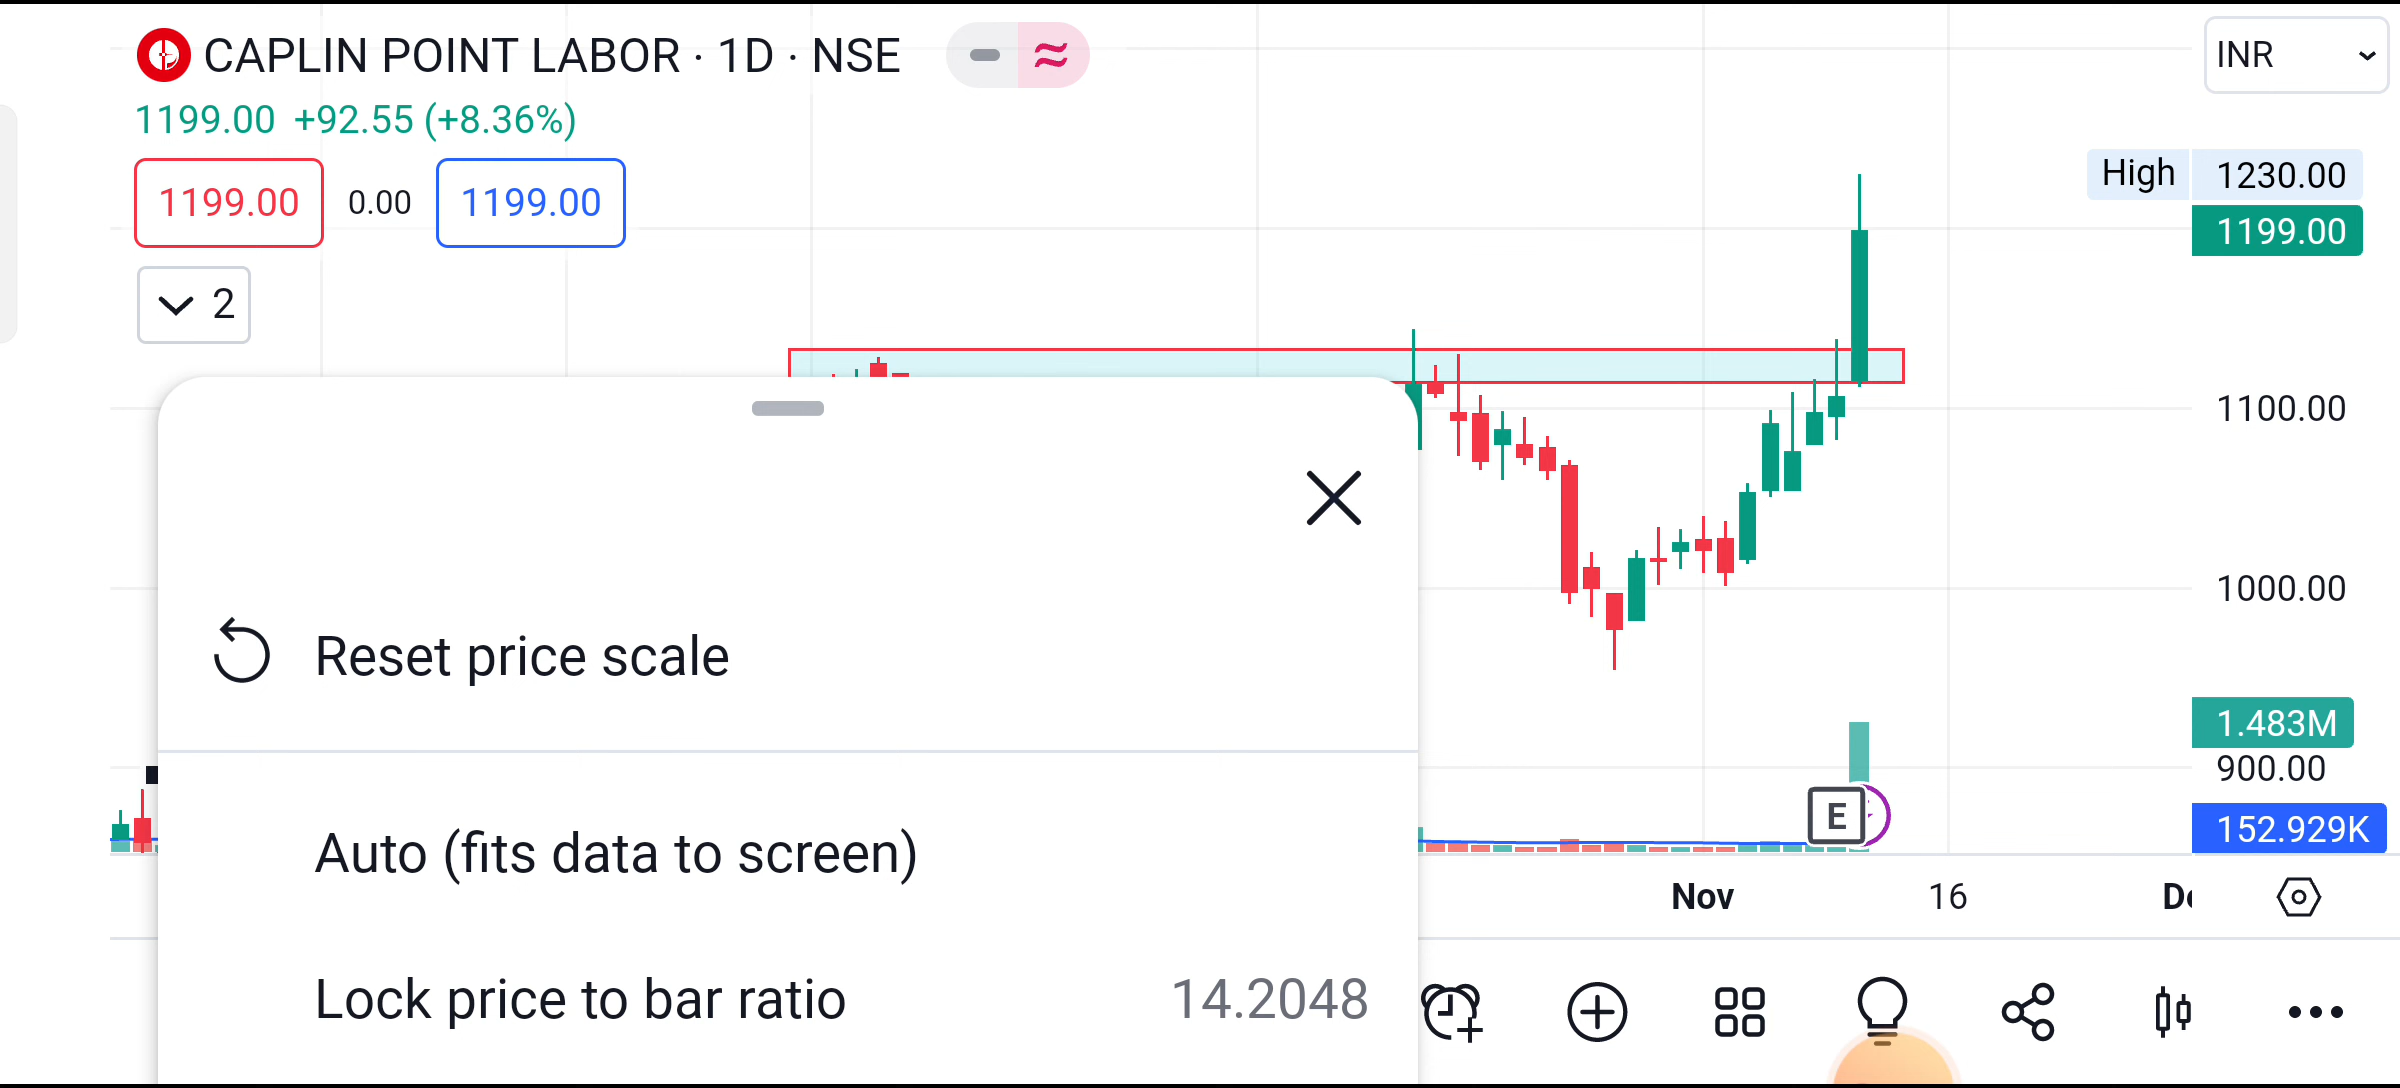 CAPLIN POINT LABOR · 1D · NSE
INR
1199.00 +92.55 (+8.36%)
1199.00 0.00 1199.00
2
High 1230.00
1199.00
1100.00
1000.00
1.483M
900.00
152.929K
E
Nov 16
Reset price scale
Auto (fits data to screen)
Lock price to bar ratio 14.2048